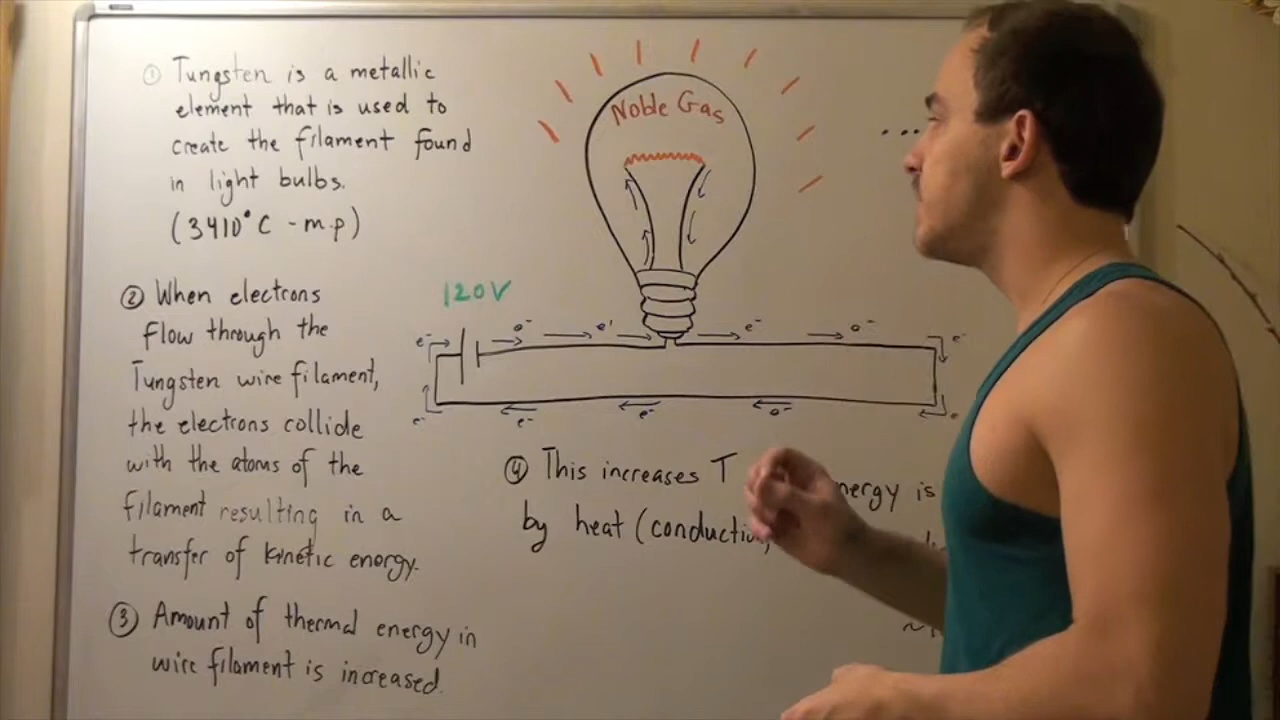 ① Tungsten is a metallic
element that is used to
create the filament found
in light bulbs.
(3410°C - m.p)
② When electrons
flow through the
Tungsten wire filament,
the electrons collide
with the atoms of the
filament resulting in a
transfer of kinetic energy.
③ Amount of thermal energy in
wire filament is increased.
Noble Gas
120V
e⁻ e⁻ e⁻ e⁻ e⁻ e⁻
e⁻ e⁻ e⁻ e⁻ e
④ This increases T nergy is
by heat (conduction,